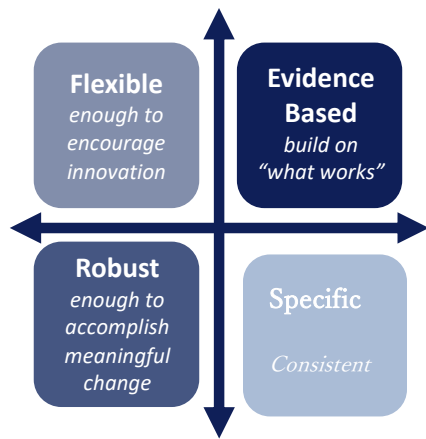 Flexible
enough to
encourage
innovation
Evidence
Based
build on
“what works”
Robust
enough to
accomplish
meaningful
change
Specific
Consistent